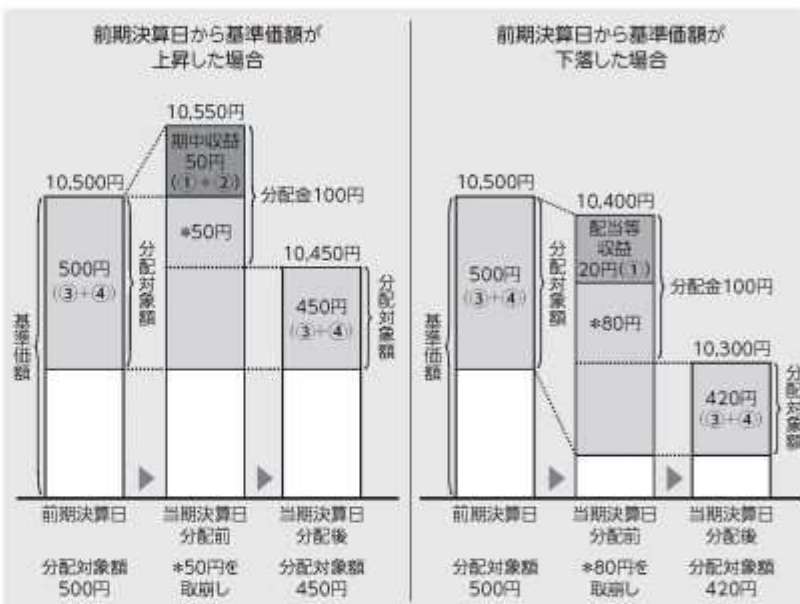 前期決算日から基準価額が
上昇した場合
10,550円
期中収益
50円
(①+②)
10,500円
分配金100円
*50円
10,450円
500円
(③+④)
分配対象額
450円
(③+④)
分配対象額
基準価額
前期決算日
当期決算日
分配前
当期決算日
分配後
分配対象額
500円
*50円を
取崩し
分配対象額
450円
前期決算日から基準価額が
下落した場合
10,500円
10,400円
配当等
収益
20円(①)
分配金100円
500円
(③+④)
分配対象額
*80円
10,300円
420円
(③+④)
分配対象額
基準価額
前期決算日
当期決算日
分配前
当期決算日
分配後
分配対象額
500円
*80円を
取崩し
分配対象額
420円